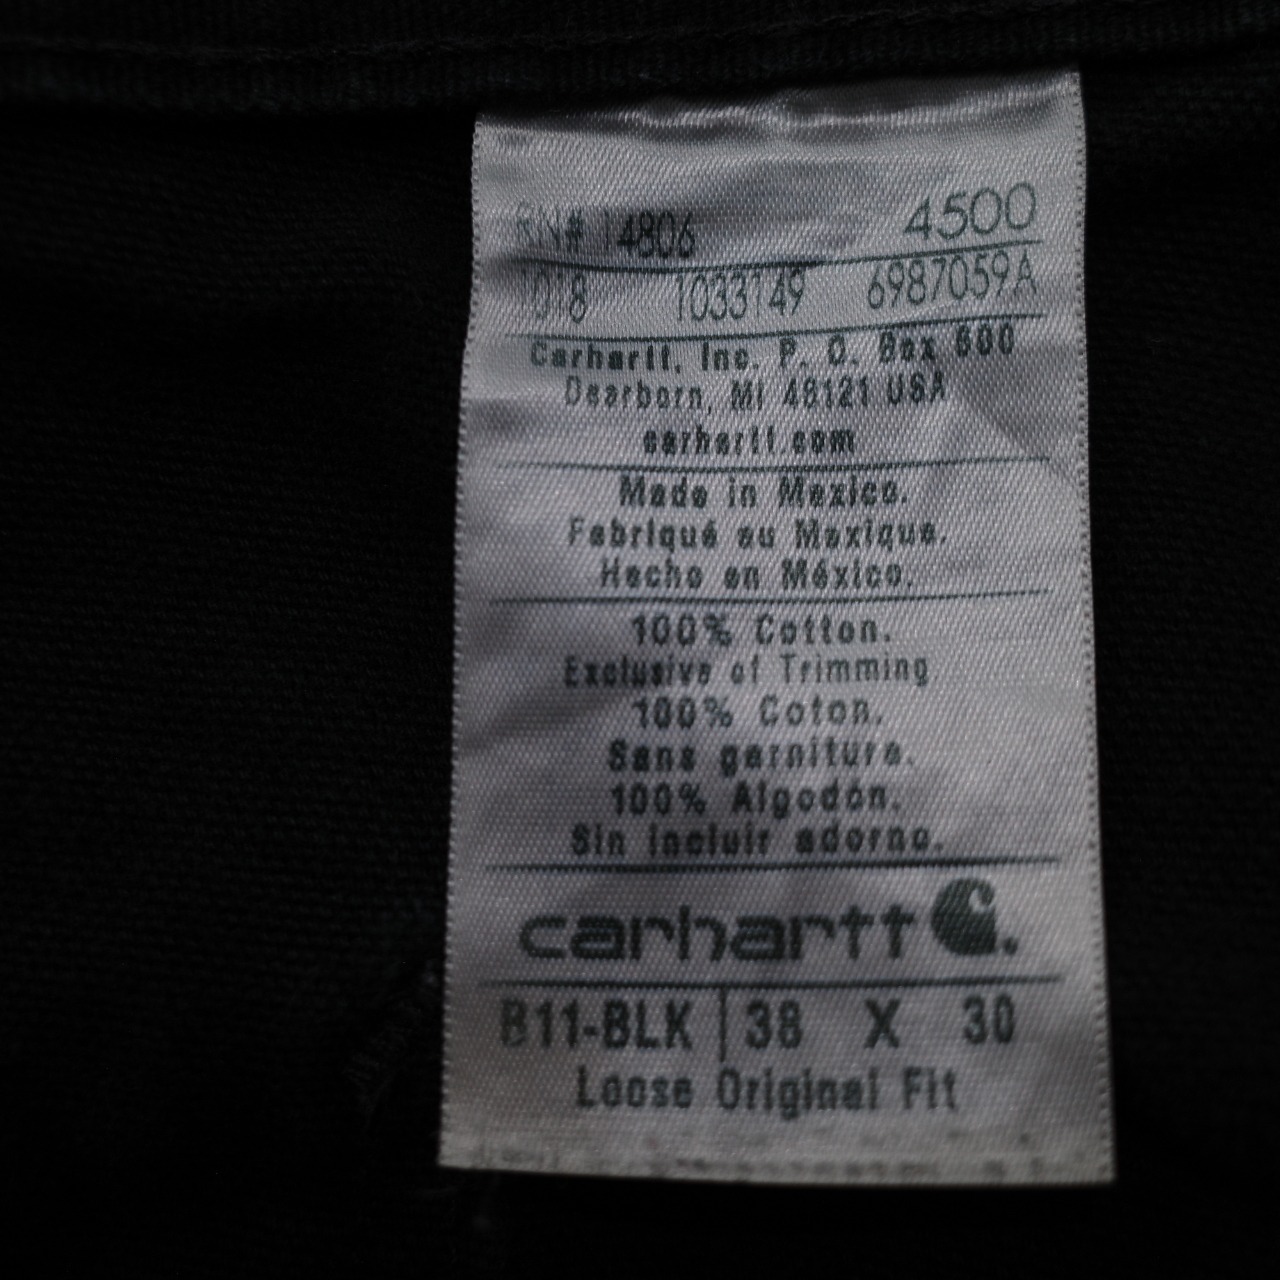 RN# 14806 4500
1018 1033149 6987059A
Carhartt, Inc. P. O. Box 600
Dearborn, MI 48121 USA
carhartt.com
Made in Mexico.
Fabriqué au Mexique.
Hecho en México.
100% Cotton.
Exclusive of Trimming
100% Coton.
Sans garniture.
100% Algodón.
Sin incluir adorno.
carhartt
B11-BLK 38 X 30
Loose Original Fit